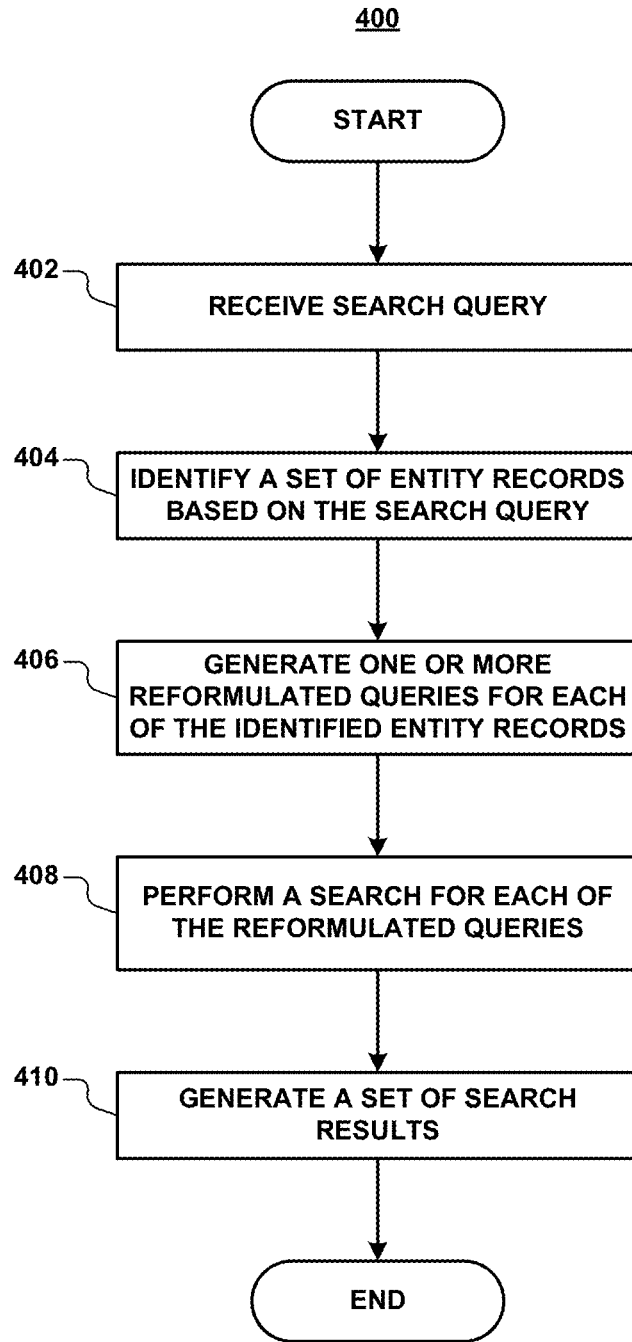 400
START
402
RECEIVE SEARCH QUERY
404
IDENTIFY A SET OF ENTITY RECORDS
BASED ON THE SEARCH QUERY
406
GENERATE ONE OR MORE
REFORMULATED QUERIES FOR EACH
OF THE IDENTIFIED ENTITY RECORDS
408
PERFORM A SEARCH FOR EACH OF
THE REFORMULATED QUERIES
410
GENERATE A SET OF SEARCH
RESULTS
END